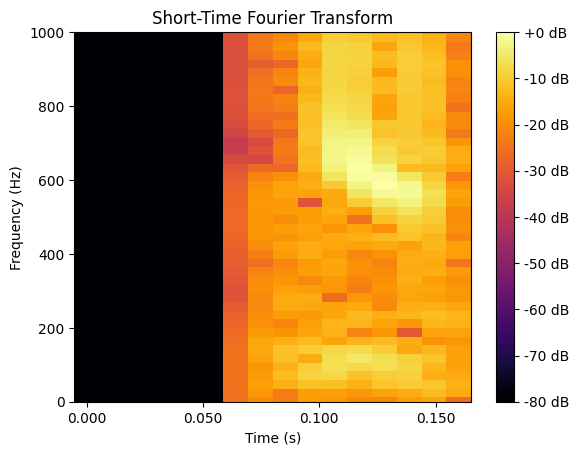 Short-Time Fourier Transform
1000
800
600
400
200
0
Frequency (Hz)
0.000
0.050
0.100
0.150
Time (s)
+0 dB
-10 dB
-20 dB
-30 dB
-40 dB
-50 dB
-60 dB
-70 dB
-80 dB